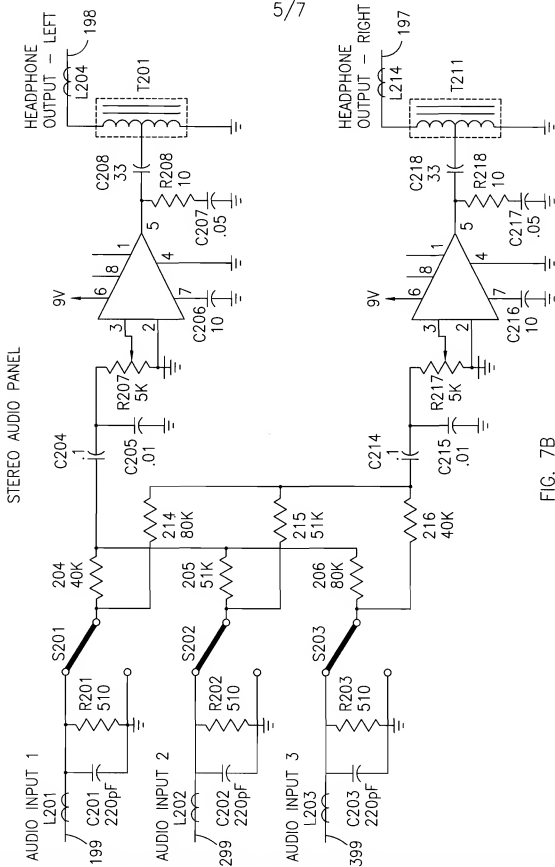 5/7
STEREO AUDIO PANEL
AUDIO INPUT 1
L201
199
C201
220pF
R201
510
S201
204
40K
214
80K
AUDIO INPUT 2
L202
299
C202
220pF
R202
510
S202
205
51K
215
51K
AUDIO INPUT 3
L203
399
C203
220pF
R203
510
S203
206
80K
216
40K
C204
.1
C205
.01
R207
5K
3
2
9V
6
8
1
7
4
5
C206
10
C208
33
R208
10
C207
.05
T201
HEADPHONE
OUTPUT - LEFT
L204
198
C214
.1
C215
.01
R217
5K
3
2
9V
6
8
1
7
4
5
C216
10
C218
33
R218
10
C217
.05
T211
HEADPHONE
OUTPUT - RIGHT
L214
197
FIG. 7B